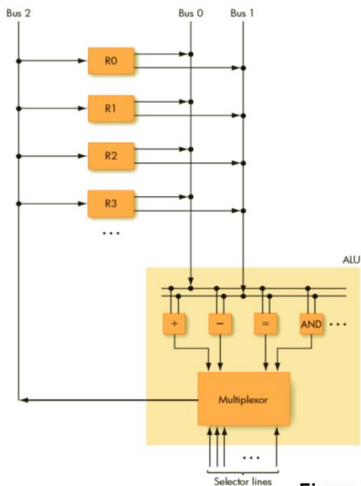 Bus 2 Bus 0 Bus 1
R0
R1
R2
R3
...
ALU
+ − = AND ...
Multiplexor
...
Selector lines